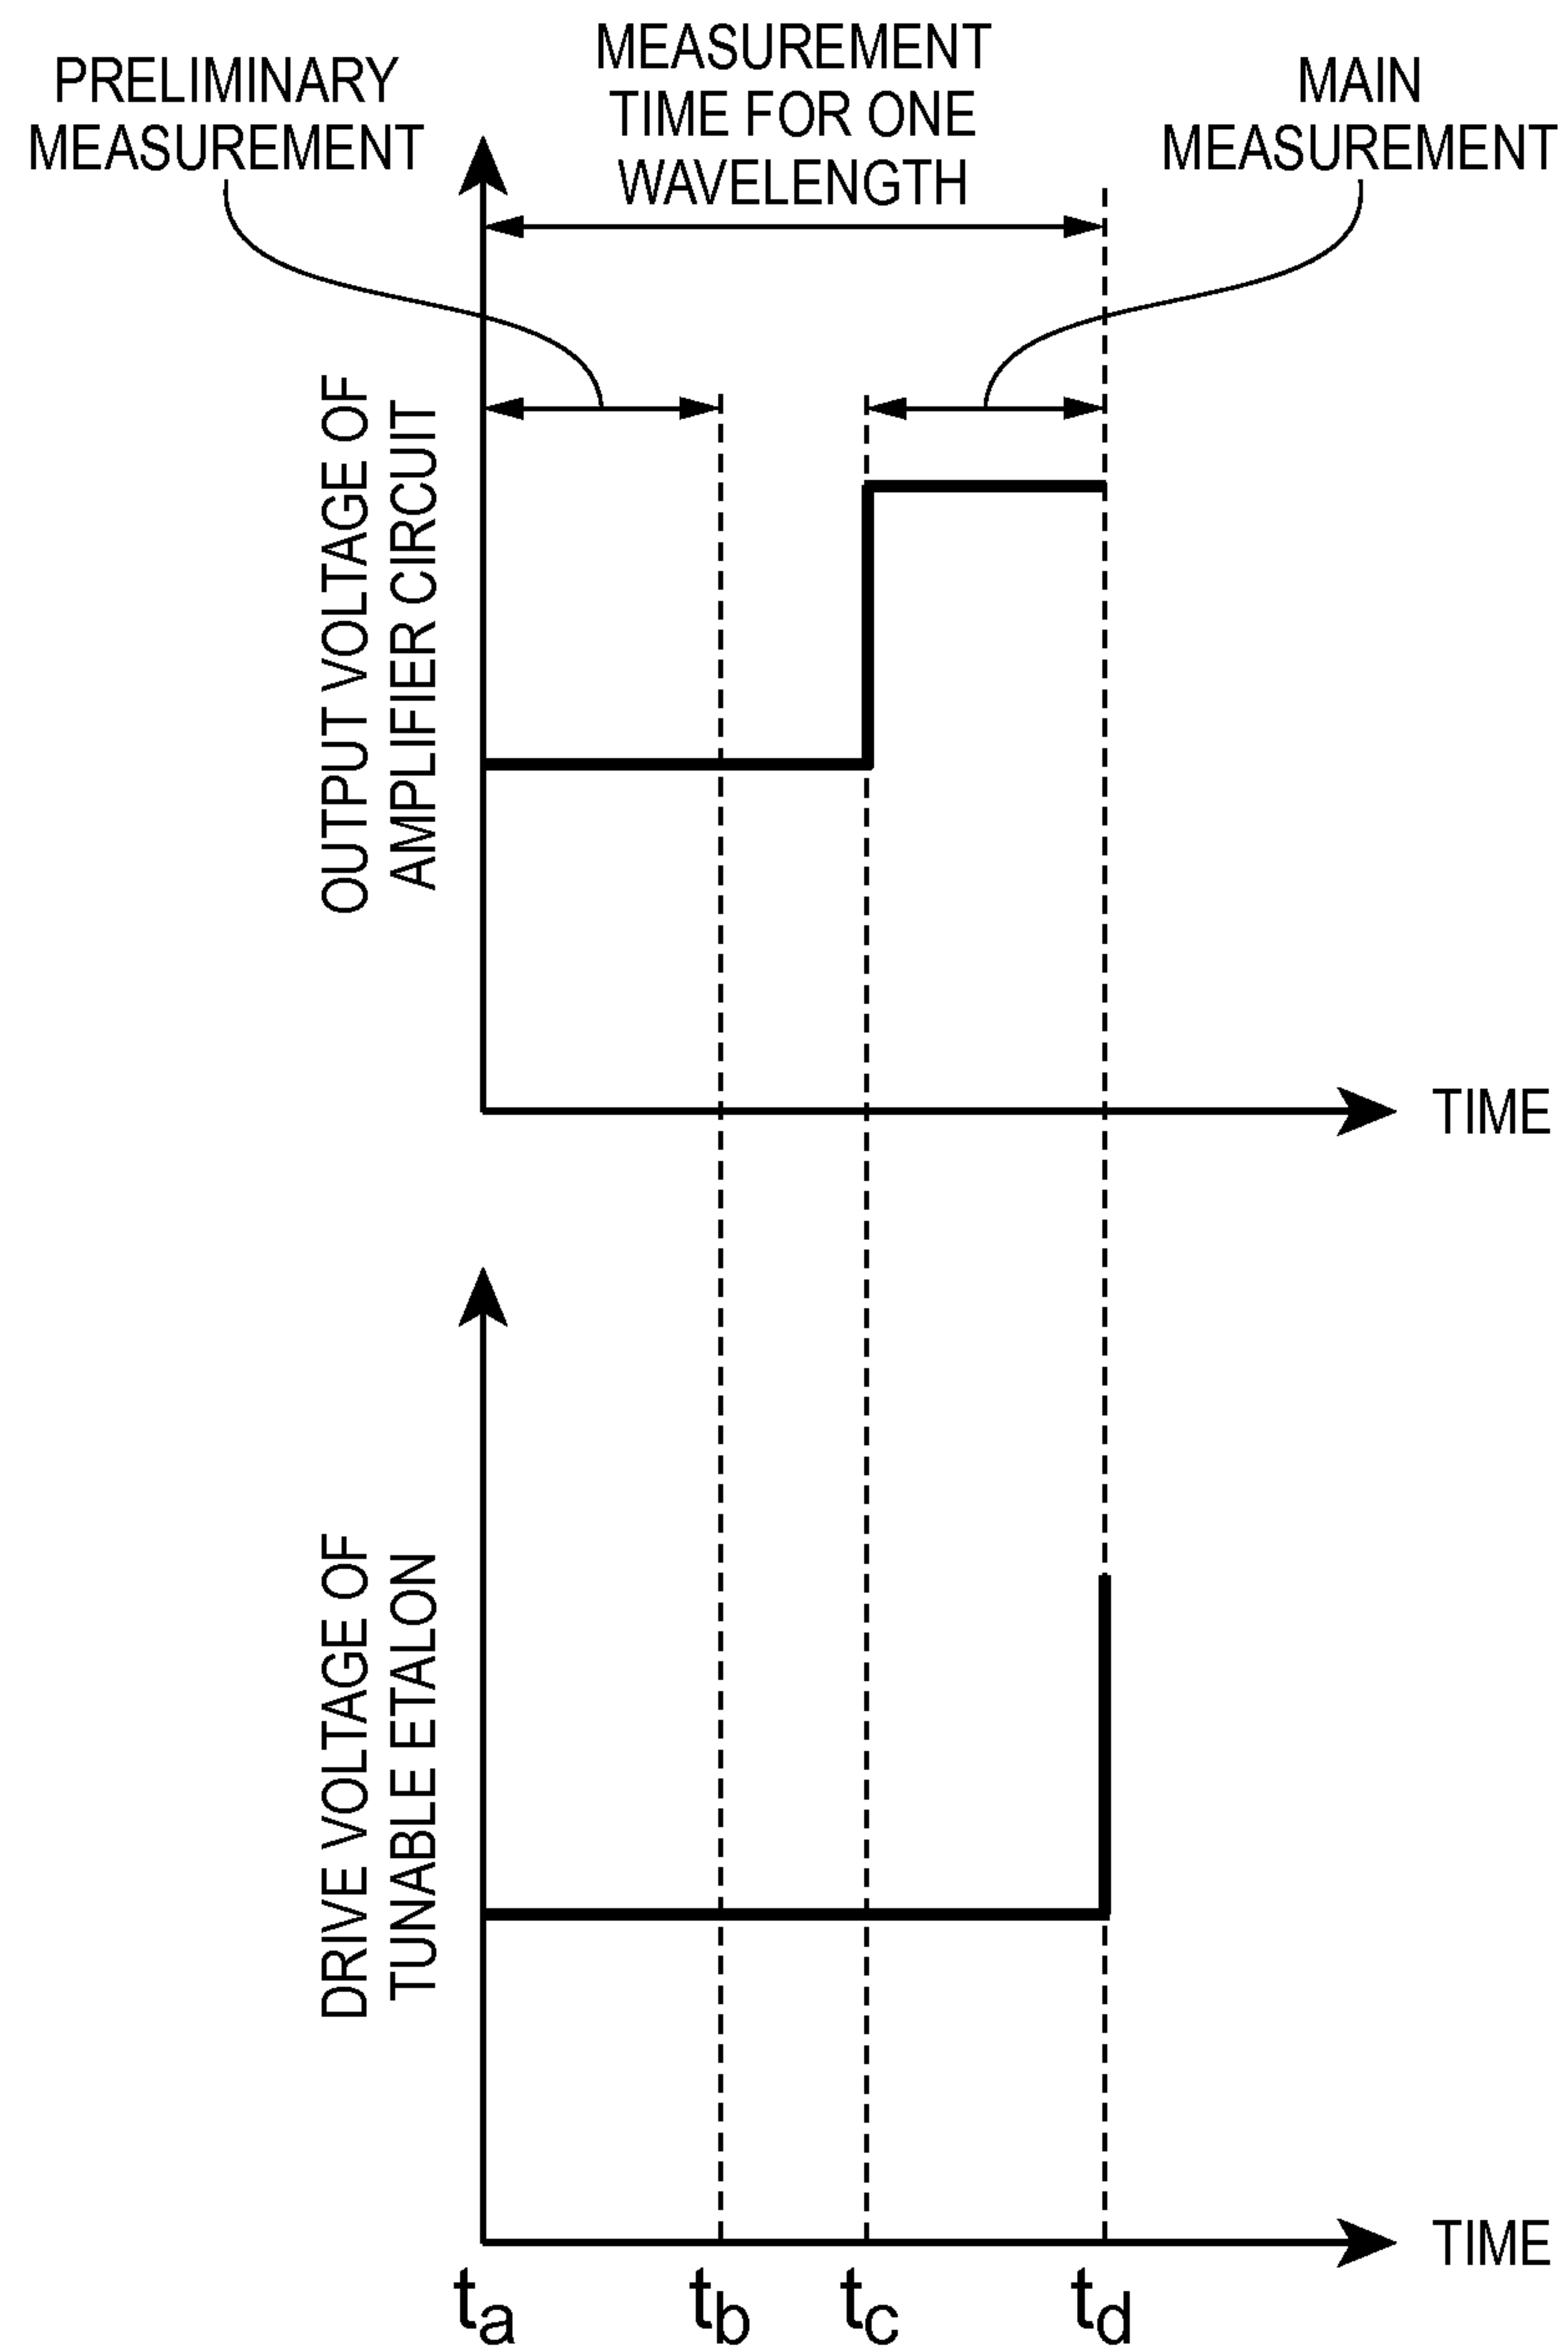 PRELIMINARY
MEASUREMENT
MEASUREMENT
TIME FOR ONE
WAVELENGTH
MAIN
MEASUREMENT
OUTPUT VOLTAGE OF
AMPLIFIER CIRCUIT
TIME
DRIVE VOLTAGE OF
TUNABLE ETALON
TIME
ta tb tc td